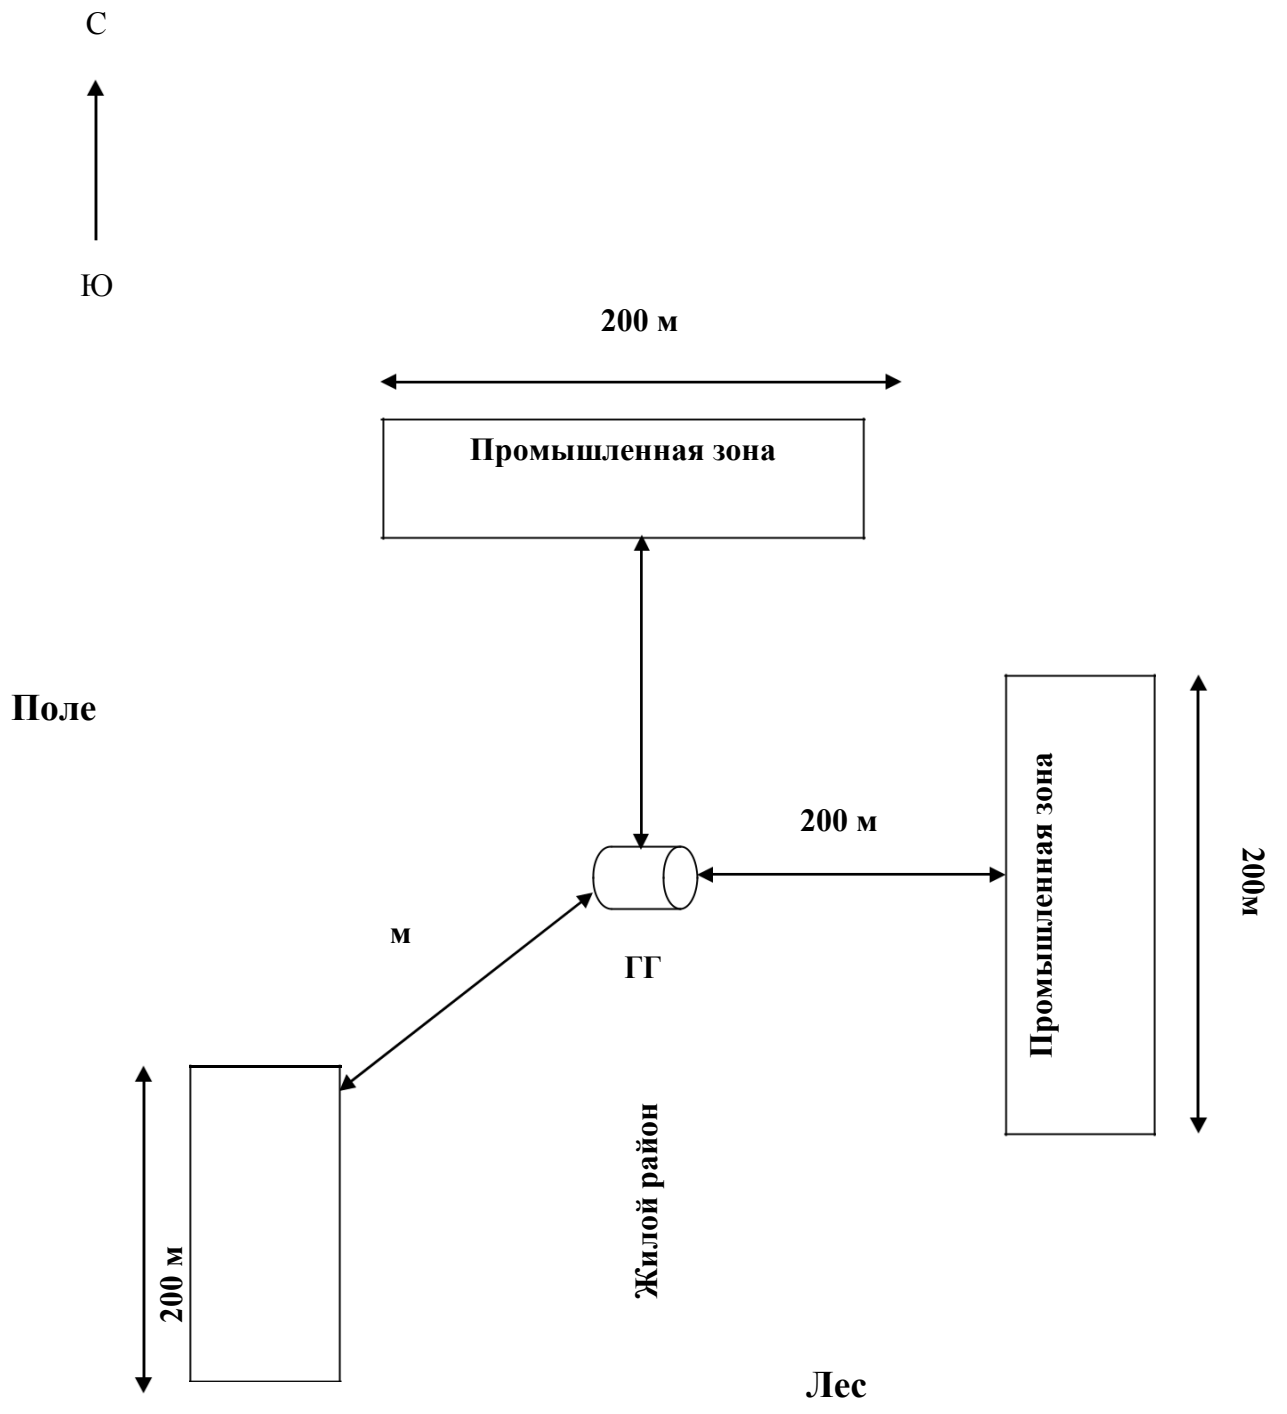 С
Ю
200 м
Промышленная зона
Поле
200 м
Промышленная зона
200м
м
ГГ
Жилой район
200 м
Лес